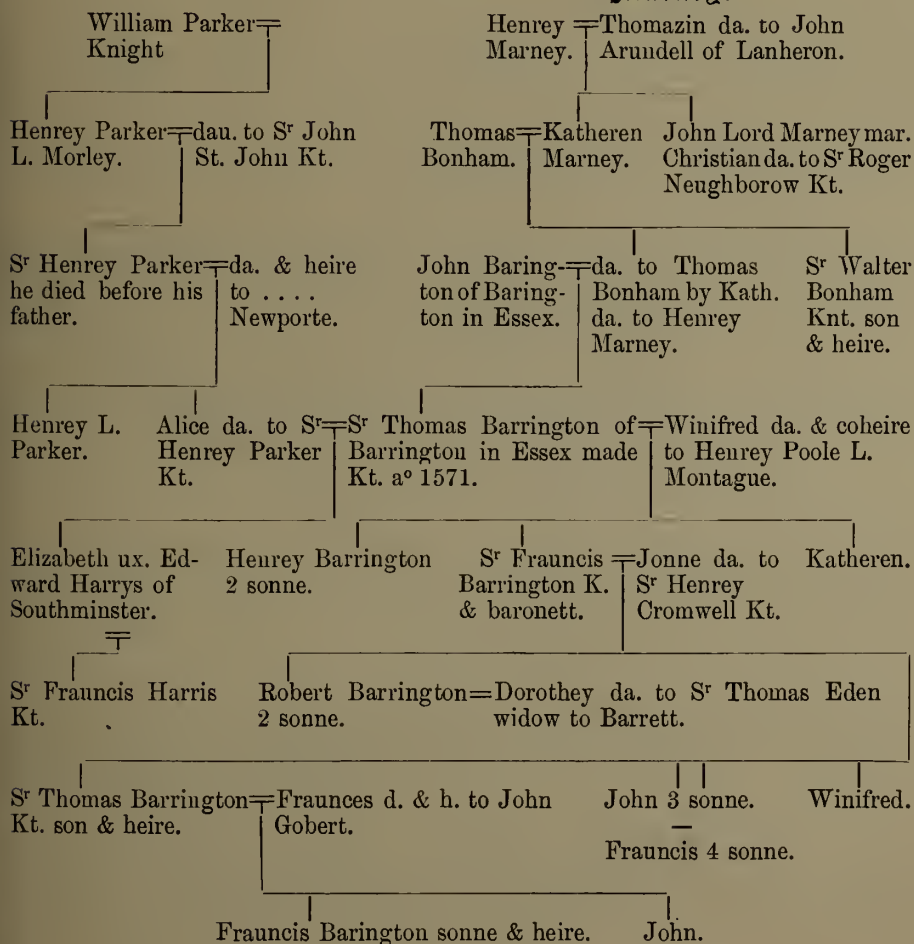 William Parker
Knight
Henrey
Marney.
Thomazin da. to John
Arundell of Lanheron.
Henrey Parker
L. Morley.
dau. to Sʳ John
St. John Kt.
Thomas
Bonham.
Katheren
Marney.
John Lord Marney mar.
Christian da. to Sʳ Roger
Neughborow Kt.
Sʳ Henrey Parker
he died before his
father.
da. & heire
to . . . .
Newporte.
John Baring-
ton of Baring-
ton in Essex.
da. to Thomas
Bonham by Kath.
da. to Henrey
Marney.
Sʳ Walter
Bonham
Knt. son
& heire.
Henrey L.
Parker.
Alice da. to Sʳ
Henrey Parker
Kt.
Sʳ Thomas Barrington of
Barrington in Essex made
Kt. aº 1571.
Winifred da. & coheire
to Henrey Poole L.
Montague.
Elizabeth ux. Ed-
ward Harrys of
Southminster.
Henrey Barrington
2 sonne.
Sʳ Frauncis
Barrington K.
& baronett.
Jonne da. to
Sʳ Henrey
Cromwell Kt.
Katheren.
Sʳ Frauncis Harris
Kt.
Robert Barrington=Dorothey da. to Sʳ Thomas Eden
2 sonne.
widow to Barrett.
Sʳ Thomas Barrington
Kt. son & heire.
Fraunces d. & h. to John
Gobert.
John 3 sonne.
Frauncis 4 sonne.
Winifred.
Frauncis Barington sonne & heire.
John.